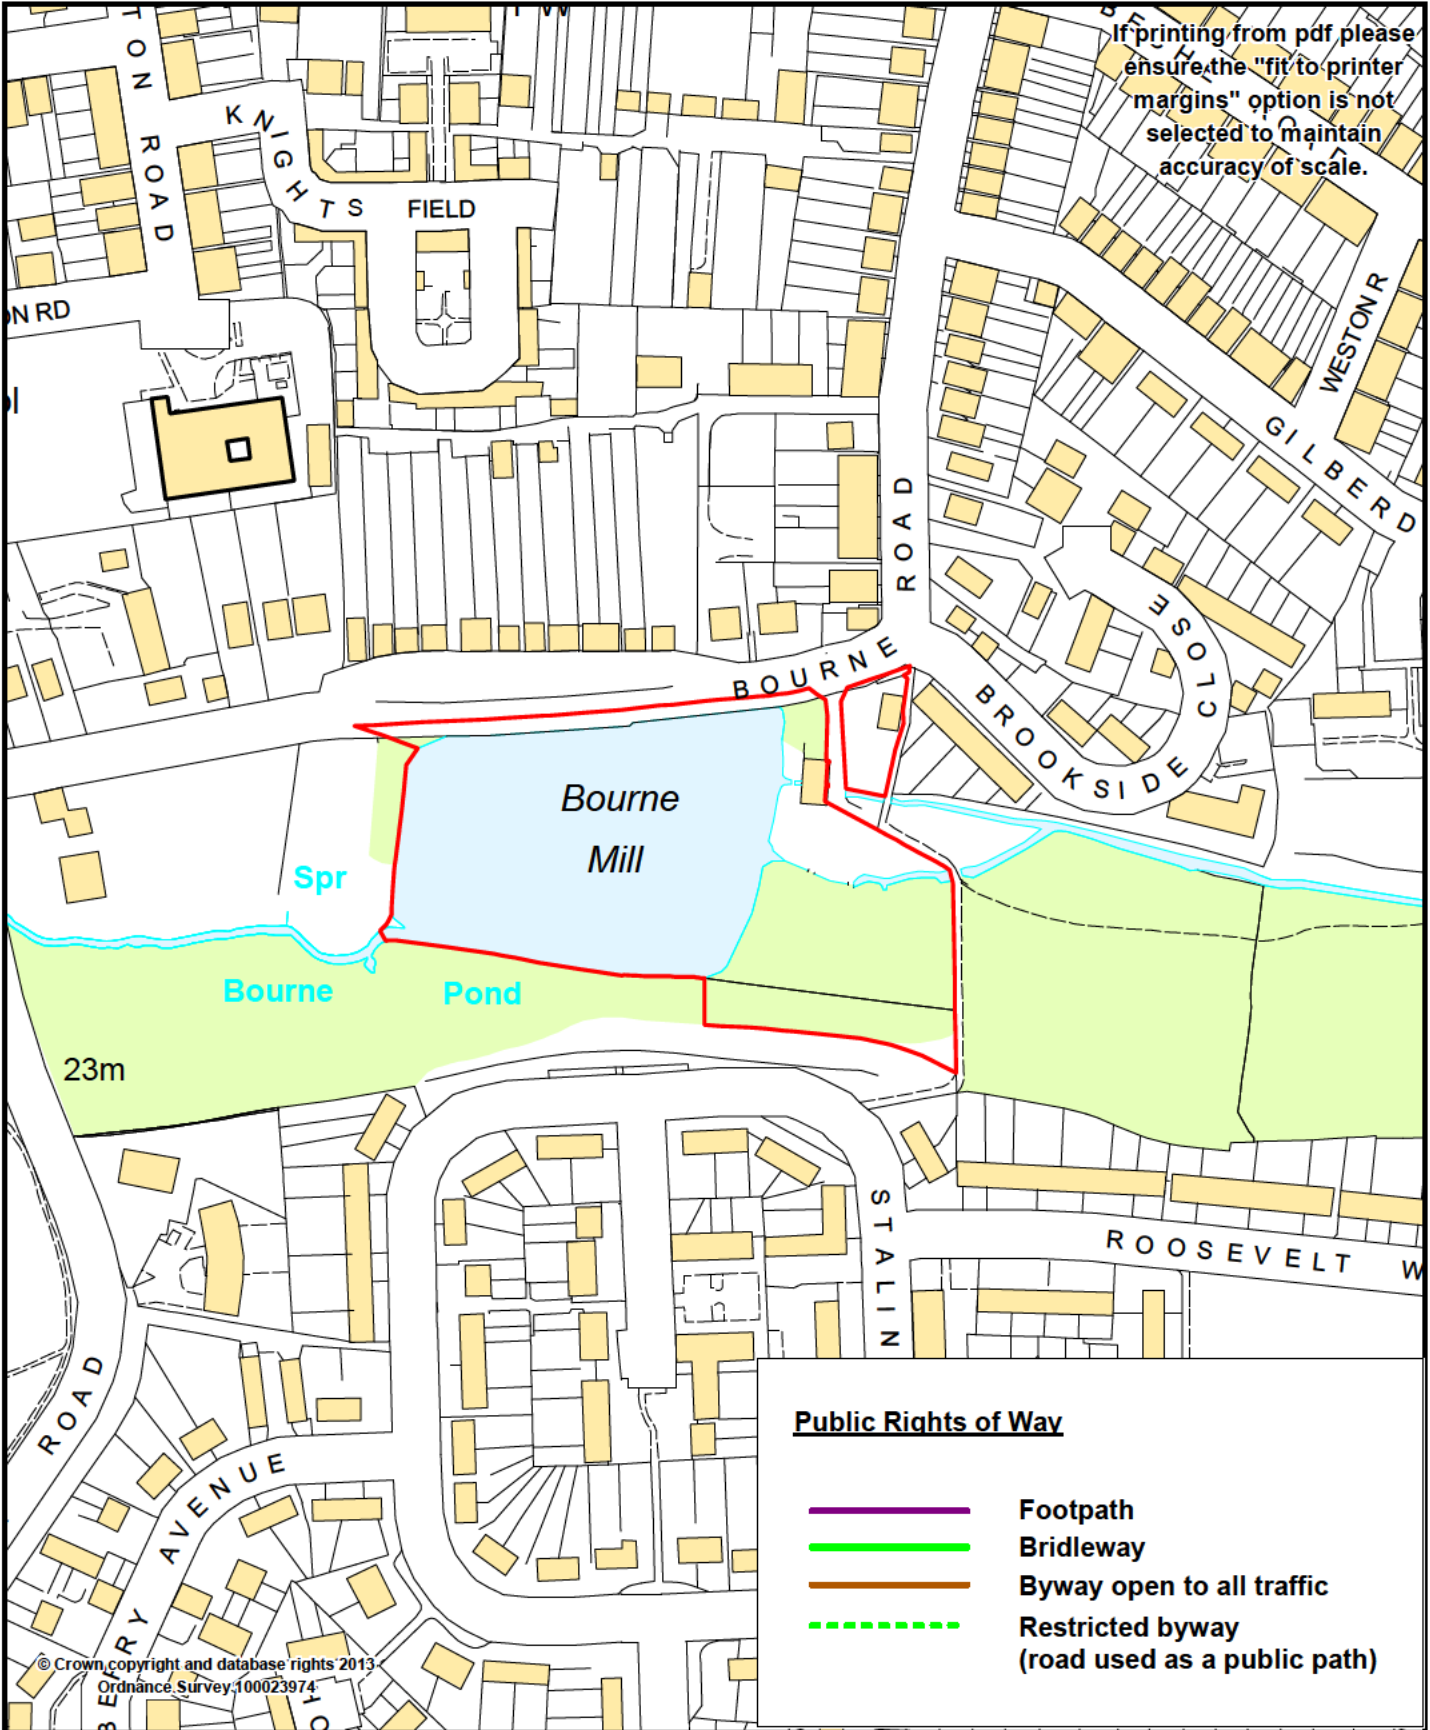 If printing from pdf please
ensure the "fit to printer
margins" option is not
selected to maintain
accuracy of scale.
ROAD
KNIGHTS FIELD
ON RD
WESTON R
GILBERD
ROAD
BOURNE
BROOKSIDE
CLOSE
Bourne
Mill
Spr
Bourne Pond
23m
STALIN
ROOSEVELT W
ROAD
AVENUE
Public Rights of Way
Footpath
Bridleway
Byway open to all traffic
Restricted byway
(road used as a public path)
© Crown copyright and database rights 2013
Ordnance Survey 100023974